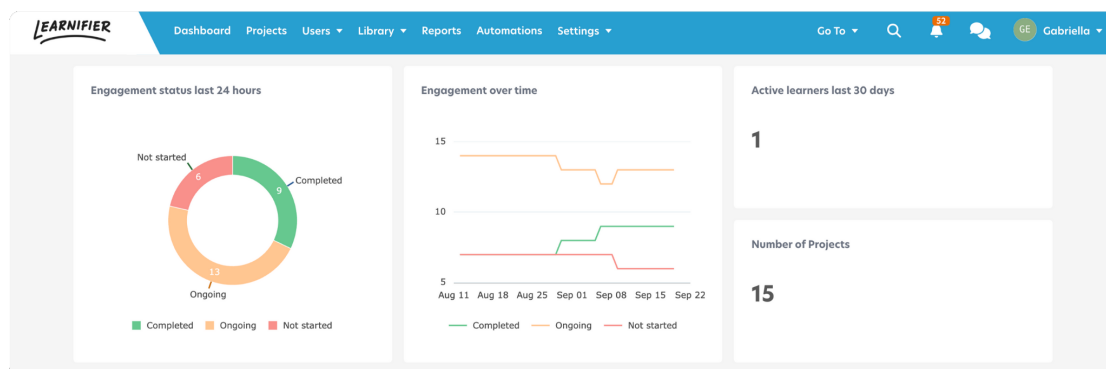 LEARNIFIER
Dashboard Projects Users Library Reports Automations Settings Go To 52 GE Gabriella
Engagement status last 24 hours
Not started
6
Completed
9
13
Ongoing
Completed Ongoing Not started
Engagement over time
15
10
5
Aug 11 Aug 18 Aug 25 Sep 01 Sep 08 Sep 15 Sep 22
Completed Ongoing Not started
Active learners last 30 days
1
Number of Projects
15